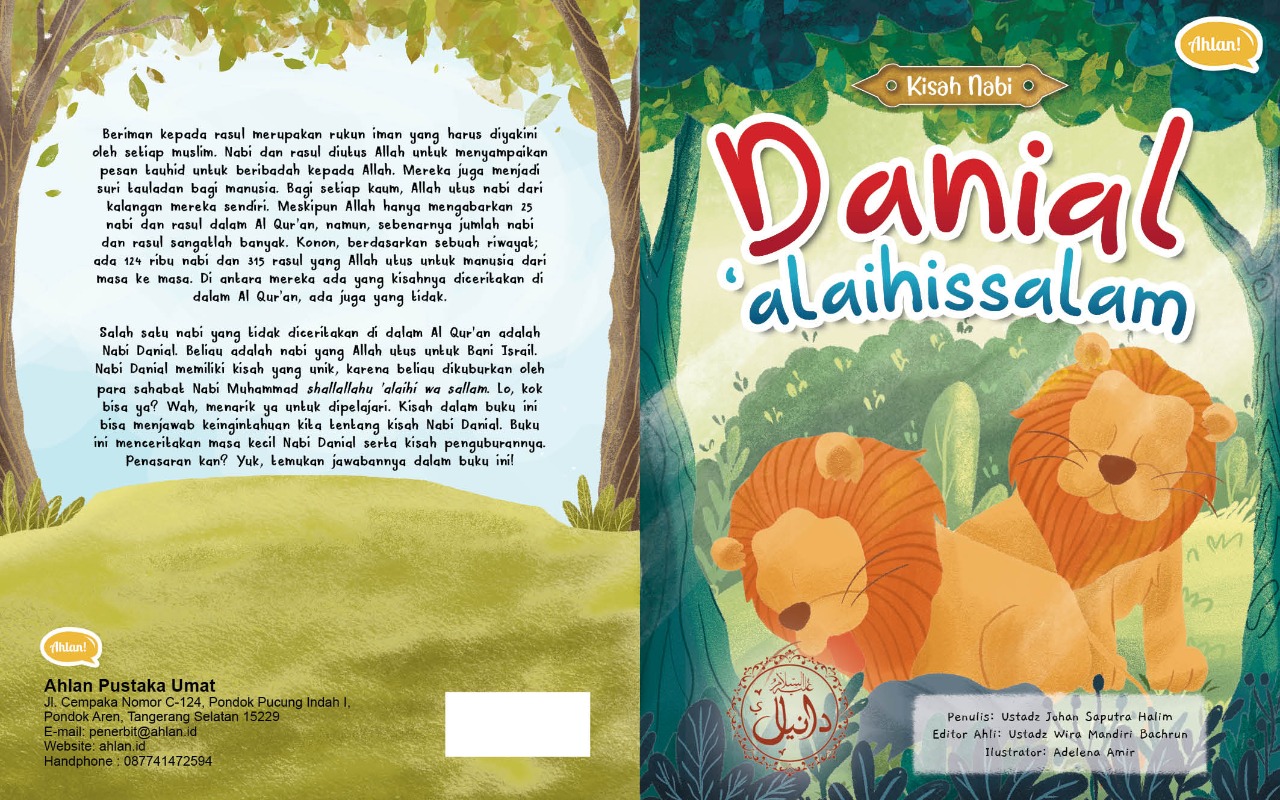 Beriman kepada rasul merupakan rukun iman yang harus diyakini
oleh setiap muslim. Nabi dan rasul diutus Allah untuk menyampaikan
pesan tauhid untuk beribadah kepada Allah. Mereka juga menjadi
suri tauladan bagi manusia. Bagi setiap kaum, Allah utus nabi dari
kalangan mereka sendiri. Meskipun Allah hanya mengabarkan 25
nabi dan rasul dalam Al Qur'an, namun, sebenarnya jumlah nabi
dan rasul sangatlah banyak. Konon, berdasarkan sebuah riwayat;
ada 124 ribu nabi dan 315 rasul yang Allah utus untuk manusia dari
masa ke masa. Di antara mereka ada yang kisahnya diceritakan di
dalam Al Qur'an, ada juga yang tidak.
Salah satu nabi yang tidak diceritakan di dalam Al Qur'an adalah
Nabi Danial. Beliau adalah nabi yang Allah utus untuk Bani Israil.
Nabi Danial memiliki kisah yang unik, karena beliau dikuburkan oleh
para sahabat Nabi Muhammad shallallahu 'alaihi wa sallam. Lo, kok
bisa ya? Wah, menarik ya untuk dipelajari. Kisah dalam buku ini
bisa menjawab keingintahuan kita tentang kisah Nabi Danial. Buku
ini menceritakan masa kecil Nabi Danial serta kisah penguburannya.
Penasaran kan? Yuk, temukan jawabannya dalam buku ini!
Ahlan!
Ahlan Pustaka Umat
Jl. Cempaka Nomor C-124, Pondok Pucung Indah I,
Pondok Aren, Tangerang Selatan 15229
E-mail: penerbit@ahlan.id
Website: ahlan.id
Handphone : 087741472594
Ahlan!
Kisah Nabi
Danial
'alaihissalam
عليه السلام
دانيال
Penulis: Ustadz Johan Saputra Halim
Editor Ahli: Ustadz Wira Mandiri Bachrun
Ilustrator: Adelena Amir